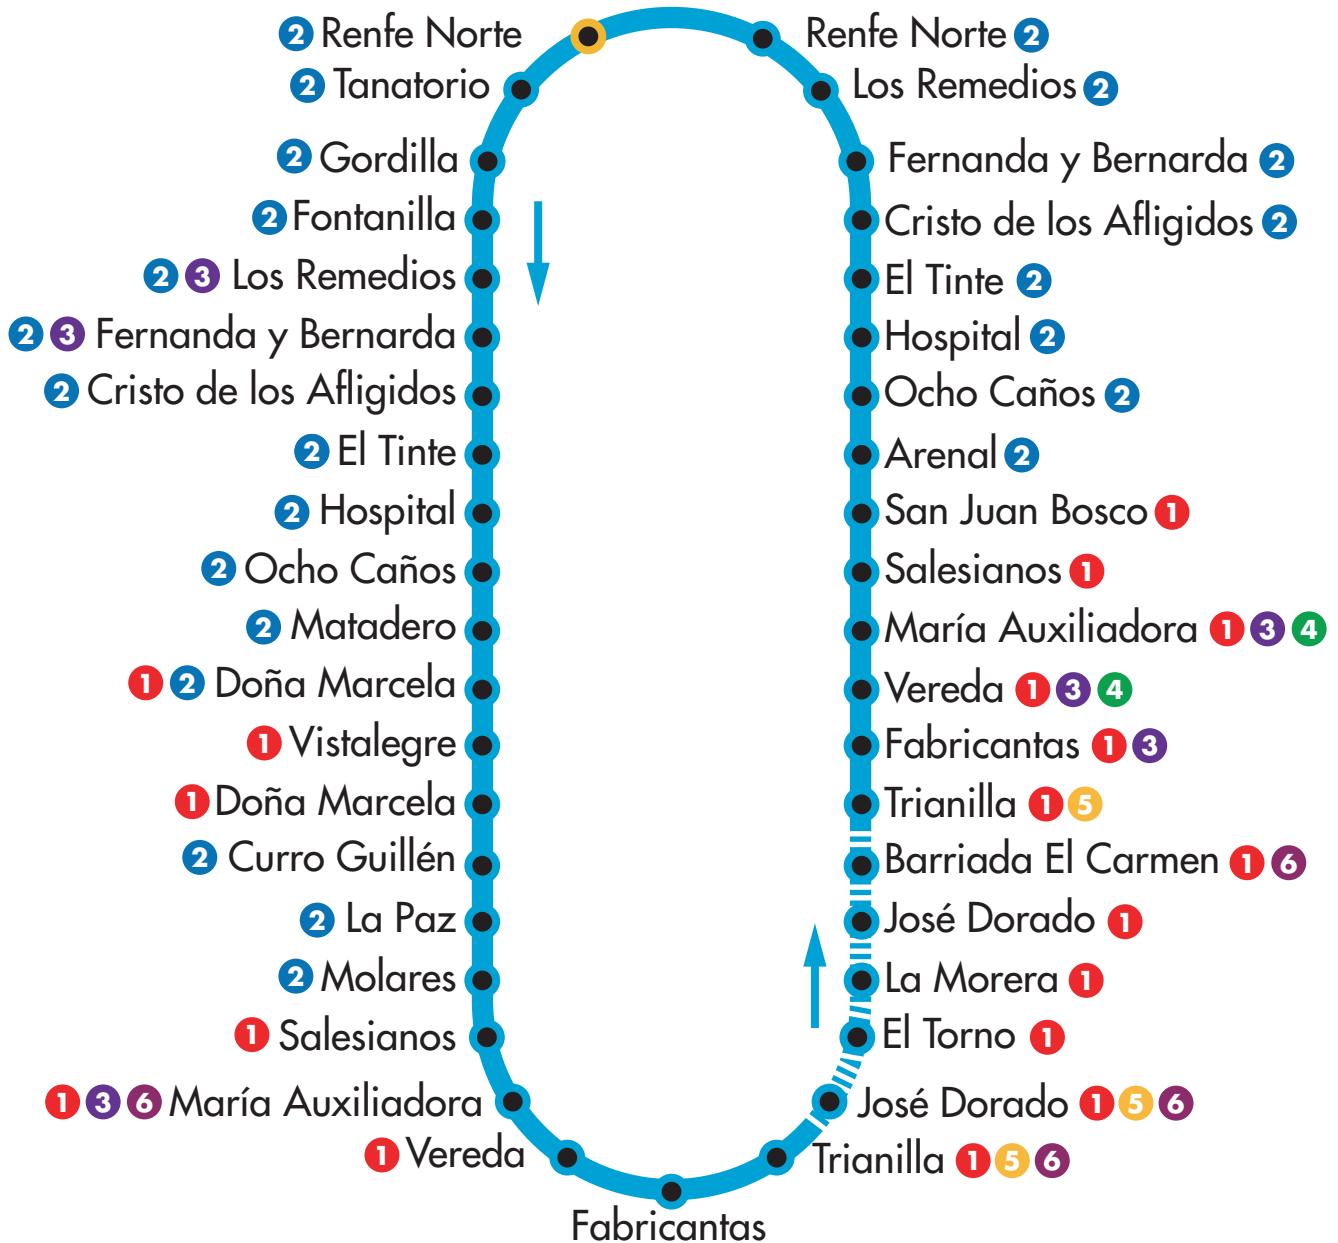 2 Renfe Norte
2 Tanatorio
2 Gordilla
2 Fontanilla
2 3 Los Remedios
2 3 Fernanda y Bernarda
2 Cristo de los Afligidos
2 El Tinte
2 Hospital
2 Ocho Caños
2 Matadero
1 2 Doña Marcela
1 Vistalegre
1 Doña Marcela
2 Curro Guillén
2 La Paz
2 Molares
1 Salesianos
1 3 6 María Auxiliadora
1 Vereda
Fabricantas
Renfe Norte 2
Los Remedios 2
Fernanda y Bernarda 2
Cristo de los Afligidos 2
El Tinte 2
Hospital 2
Ocho Caños 2
Arenal 2
San Juan Bosco 1
Salesianos 1
María Auxiliadora 1 3 4
Vereda 1 3 4
Fabricantas 1 3
Trianilla 1 5
Barriada El Carmen 1 6
José Dorado 1
La Morera 1
El Torno 1
José Dorado 1 5 6
Trianilla 1 5 6